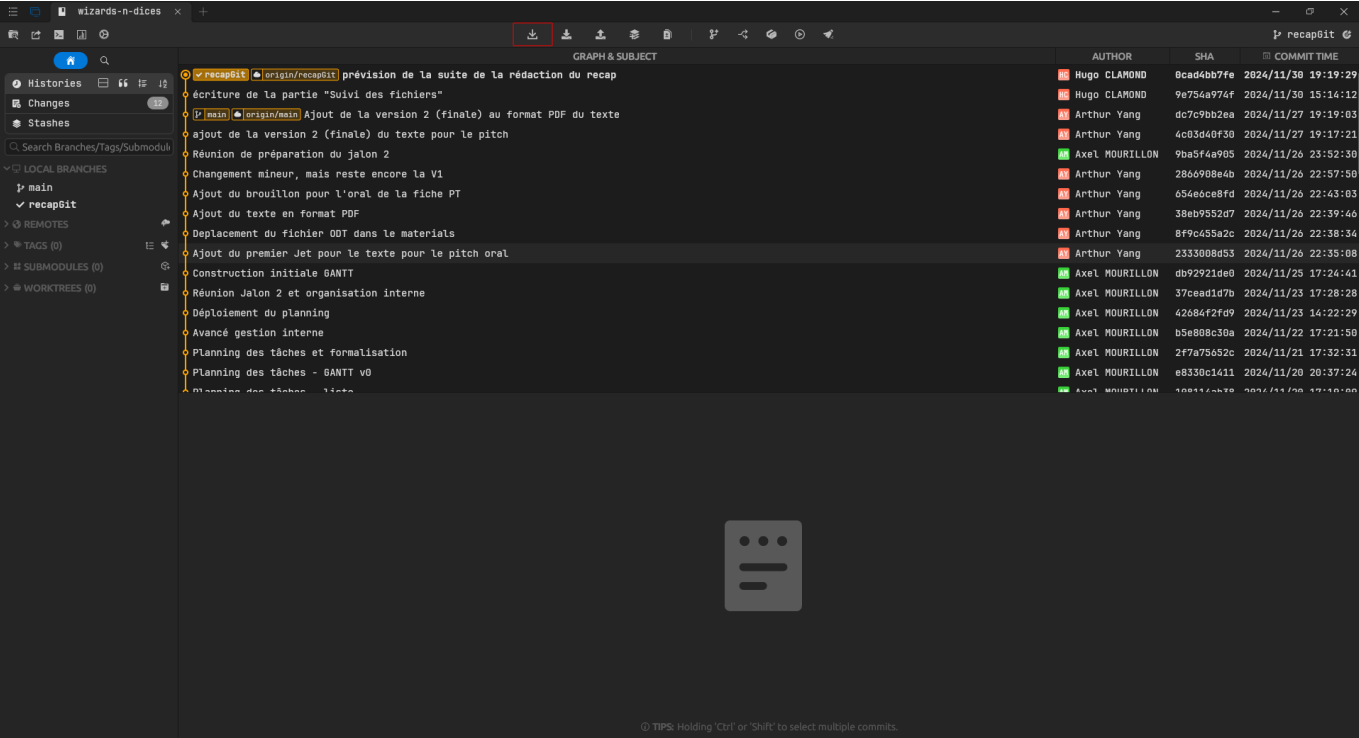 wizards-n-dices
recapGit
GRAPH & SUBJECT AUTHOR SHA COMMIT TIME
Histories
Changes 12
Stashes
Search Branches/Tags/Submodul
LOCAL BRANCHES
main
recapGit
REMOTES
TAGS (0)
SUBMODULES (0)
WORKTREES (0)
recapGit origin/recapGit prévision de la suite de la rédaction du recap HC Hugo CLAMOND 0cad4bb7fe 2024/11/30 19:19:29
écriture de la partie "Suivi des fichiers" HC Hugo CLAMOND 9e754a974f 2024/11/30 15:14:12
main origin/main Ajout de la version 2 (finale) au format PDF du texte AY Arthur Yang dc7c9bb2ea 2024/11/27 19:19:03
ajout de la version 2 (finale) du texte pour le pitch AY Arthur Yang 4c03d40f30 2024/11/27 19:17:21
Réunion de préparation du jalon 2 AM Axel MOURILLON 9ba5f4a905 2024/11/26 23:52:30
Changement mineur, mais reste encore la V1 AY Arthur Yang 2866908e4b 2024/11/26 22:57:50
Ajout du brouillon pour l'oral de la fiche PT AY Arthur Yang 654e6ce8fd 2024/11/26 22:43:03
Ajout du texte en format PDF AY Arthur Yang 38eb9552d7 2024/11/26 22:39:46
Deplacement du fichier ODT dans le materials AY Arthur Yang 8f9c455a2c 2024/11/26 22:38:34
Ajout du premier Jet pour le texte pour le pitch oral AY Arthur Yang 2333008d53 2024/11/26 22:35:08
Construction initiale GANTT AM Axel MOURILLON db92921de0 2024/11/25 17:24:41
Réunion Jalon 2 et organisation interne AM Axel MOURILLON 37cead1d7b 2024/11/23 17:28:28
Déploiement du planning AM Axel MOURILLON 42684f2fd9 2024/11/23 14:22:29
Avancé gestion interne AM Axel MOURILLON b5e808c30a 2024/11/22 17:21:50
Planning des tâches et formalisation AM Axel MOURILLON 2f7a75652c 2024/11/21 17:32:31
Planning des tâches - GANTT v0 AM Axel MOURILLON e8330c1411 2024/11/20 20:37:24
Planning des tâches - liste AM Axel MOURILLON
TIPS: Holding 'Ctrl' or 'Shift' to select multiple commits.